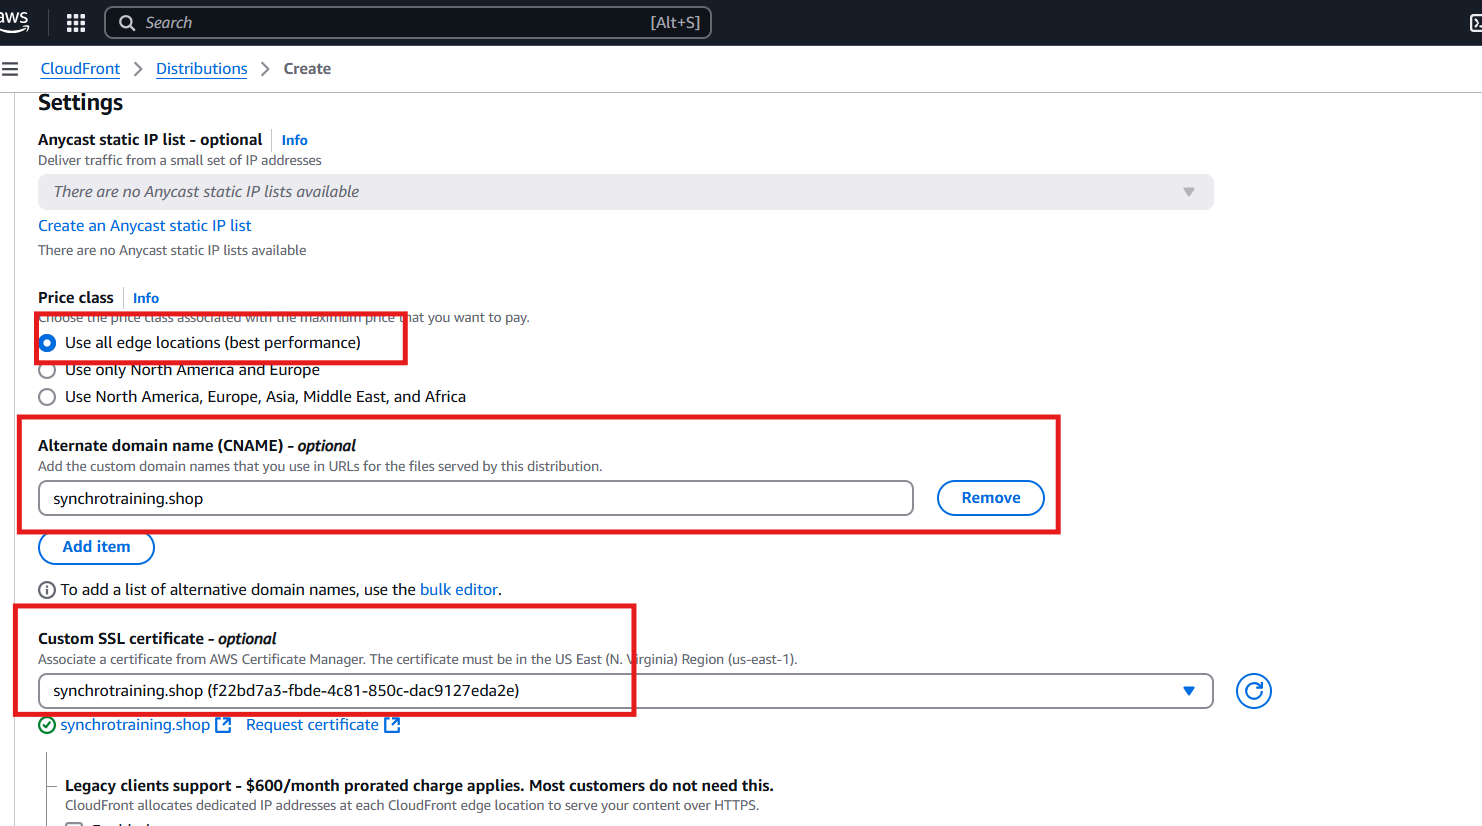 aws
Search [Alt+S]
CloudFront > Distributions > Create
Settings
Anycast static IP list - optional Info
Deliver traffic from a small set of IP addresses
There are no Anycast static IP lists available
Create an Anycast static IP list
There are no Anycast static IP lists available
Price class Info
Choose the price class associated with the maximum price that you want to pay.
Use all edge locations (best performance)
Use only North America and Europe
Use North America, Europe, Asia, Middle East, and Africa
Alternate domain name (CNAME) - optional
Add the custom domain names that you use in URLs for the files served by this distribution.
synchrotraining.shop Remove
Add item
To add a list of alternative domain names, use the bulk editor.
Custom SSL certificate - optional
Associate a certificate from AWS Certificate Manager. The certificate must be in the US East (N. Virginia) Region (us-east-1).
synchrotraining.shop (f22bd7a3-fbde-4c81-850c-dac9127eda2e)
synchrotraining.shop Request certificate
Legacy clients support - $600/month prorated charge applies. Most customers do not need this.
CloudFront allocates dedicated IP addresses at each CloudFront edge location to serve your content over HTTPS.